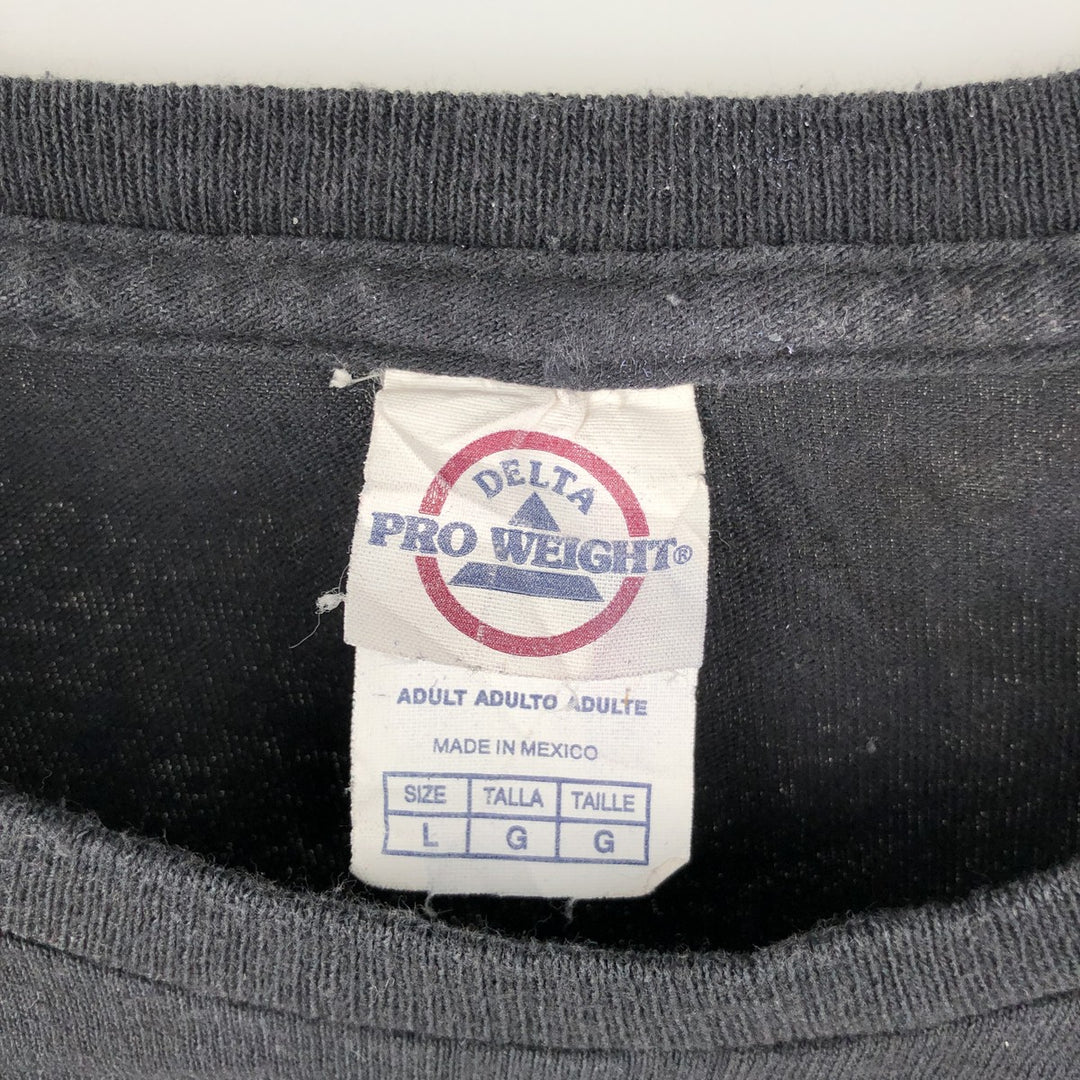 DELTA
PRO WEIGHT®
ADULT ADULTO ADULTE
MADE IN MEXICO
SIZE TALLA TAILLE
L G G